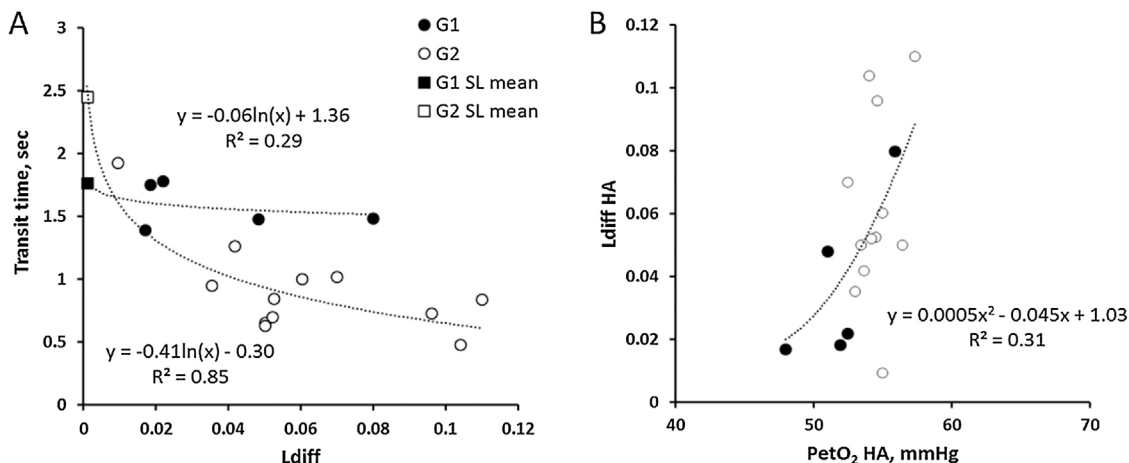 A
3
2.5
2
1.5
1
0.5
0
Transit time, sec
G1
G2
G1 SL mean
G2 SL mean
y = -0.06ln(x) + 1.36
R² = 0.29
y = -0.41ln(x) - 0.30
R² = 0.85
0 0.02 0.04 0.06 0.08 0.1 0.12
Ldiff
B
0.12
0.1
0.08
0.06
0.04
0.02
0
Ldiff HA
y = 0.0005x² - 0.045x + 1.03
R² = 0.31
40 50 60 70
PetO₂ HA, mmHg